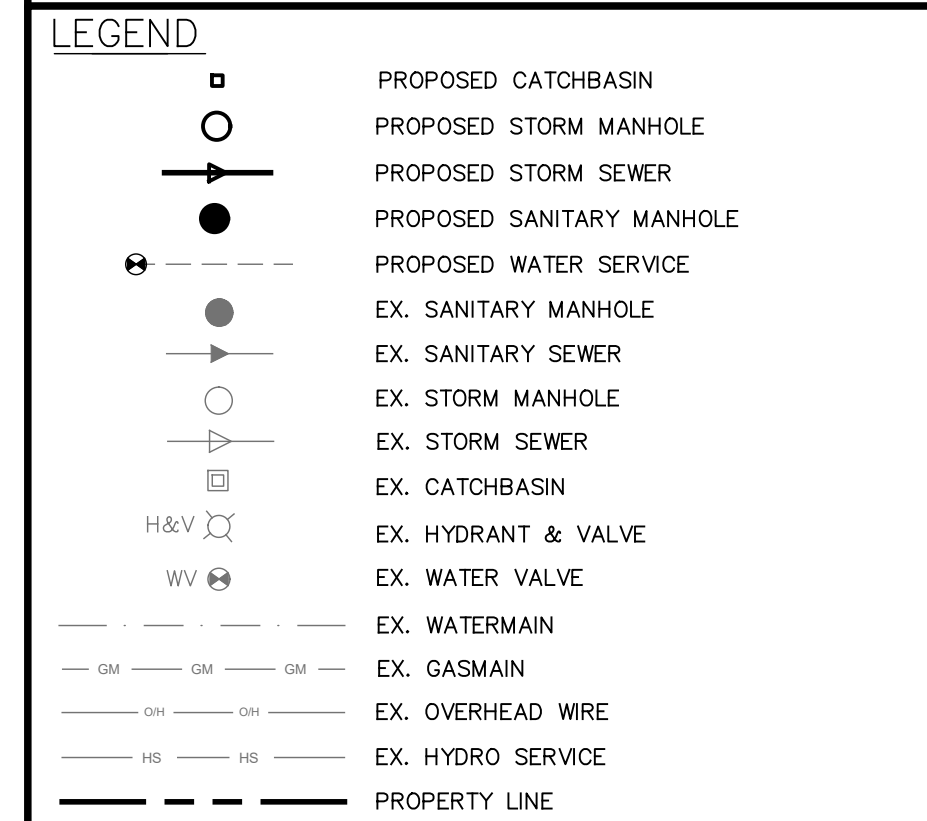 LEGEND
PROPOSED CATCHBASIN
PROPOSED STORM MANHOLE
PROPOSED STORM SEWER
PROPOSED SANITARY MANHOLE
PROPOSED WATER SERVICE
EX. SANITARY MANHOLE
EX. SANITARY SEWER
EX. STORM MANHOLE
EX. STORM SEWER
EX. CATCHBASIN
H&V EX. HYDRANT & VALVE
WV EX. WATER VALVE
EX. WATERMAIN
GM GM GM EX. GASMAIN
O/H O/H EX. OVERHEAD WIRE
HS HS EX. HYDRO SERVICE
PROPERTY LINE